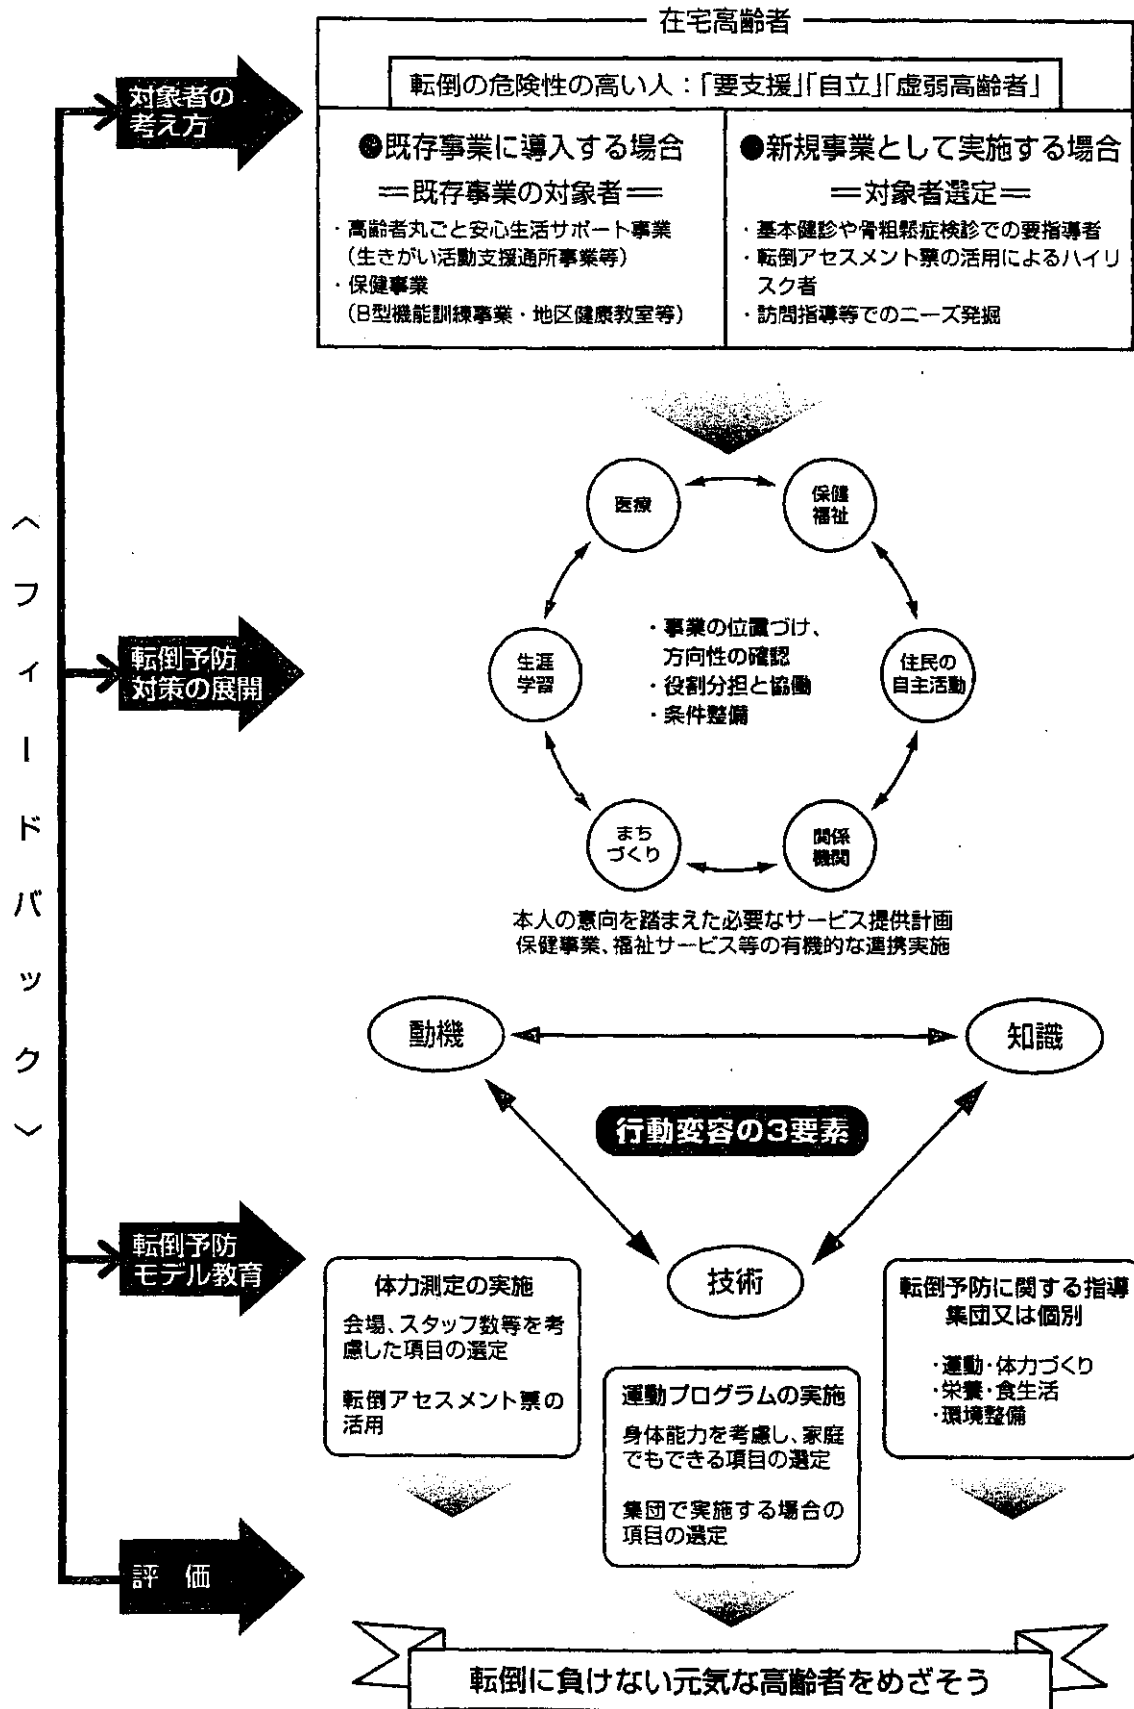 在宅高齢者
転倒の危険性の高い人：「要支援」「自立」「虚弱高齢者」
対象者の
考え方
●既存事業に導入する場合
＝既存事業の対象者＝
・高齢者丸ごと安心生活サポート事業
（生きがい活動支援通所事業等）
・保健事業
（B型機能訓練事業・地区健康教室等）
●新規事業として実施する場合
＝対象者選定＝
・基本健診や骨粗鬆症検診での要指導者
・転倒アセスメント票の活用によるハイリ
スク者
・訪問指導等でのニーズ発掘
〈フィードバック〉
転倒予防
対策の展開
医療
保健
福祉
生涯
学習
・事業の位置づけ、
方向性の確認
・役割分担と協働
・条件整備
住民の
自主活動
まち
づくり
関係
機関
本人の意向を踏まえた必要なサービス提供計画
保健事業、福祉サービス等の有機的な連携実施
動機
知識
行動変容の3要素
技術
転倒予防
モデル教育
体力測定の実施
会場、スタッフ数等を考
慮した項目の選定
転倒アセスメント票の
活用
運動プログラムの実施
身体能力を考慮し、家庭
でもできる項目の選定
集団で実施する場合の
項目の選定
転倒予防に関する指導
集団又は個別
・運動・体力づくり
・栄養・食生活
・環境整備
評価
転倒に負けない元気な高齢者をめざそう